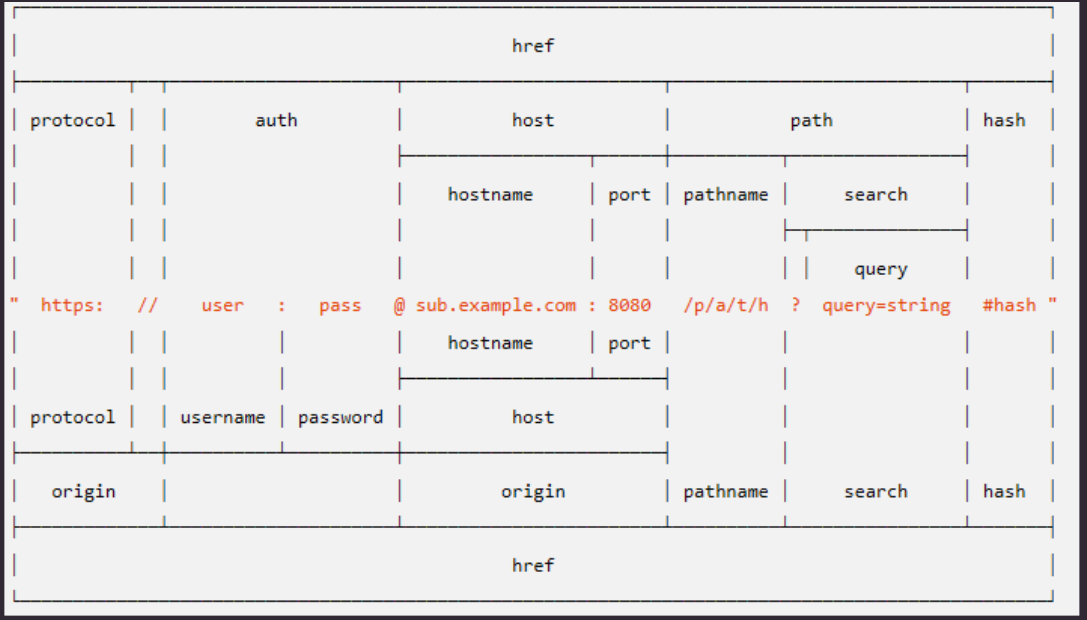 href
protocol auth host path hash
hostname port pathname search
query
" https: // user : pass @ sub.example.com : 8080 /p/a/t/h ? query=string #hash "
hostname port
protocol username password host
origin origin pathname search hash
href